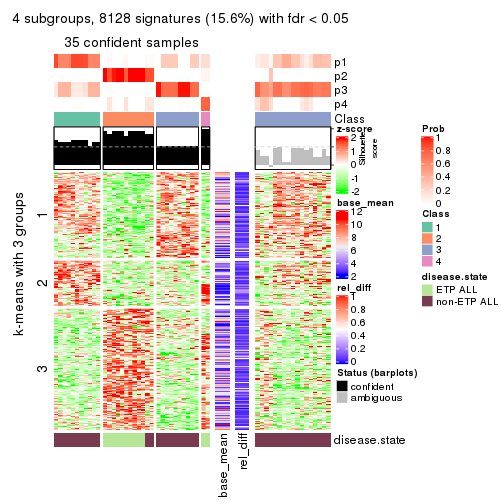 4 subgroups, 8128 signatures (15.6%) with fdr < 0.05
35 confident samples
p1
p2
p3
p4
Class
Silhouette
score
k-means with 3 groups
1
2
3
base_mean
rel_diff
disease.state
z-score
2
1
0
-1
-2
base_mean
12
10
8
6
4
2
rel_diff
1
0.8
0.6
0.4
0.2
0
Status (barplots)
confident
ambiguous
Prob
1
0.8
0.6
0.4
0.2
0
Class
1
2
3
4
disease.state
ETP ALL
non-ETP ALL